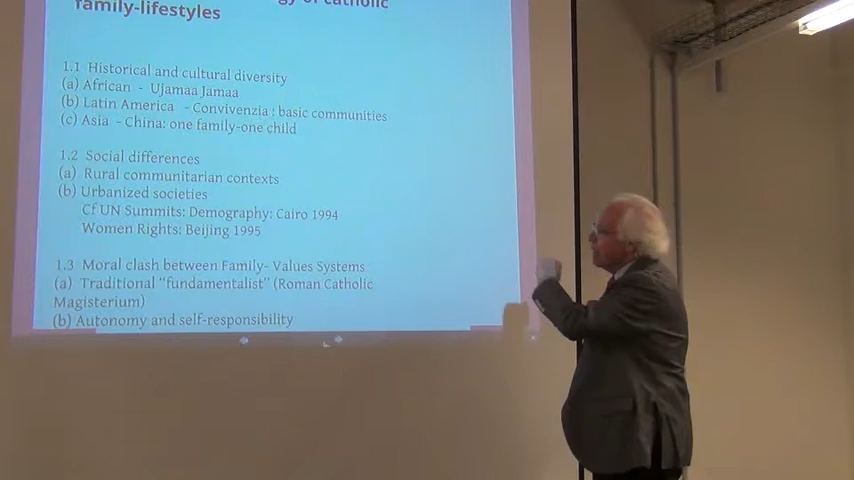 gy of catholic
family-lifestyles
1.1 Historical and cultural diversity
(a) African - Ujamaa Jamaa
(b) Latin America - Convivenzia : basic communities
(c) Asia - China: one family-one child
1.2 Social differences
(a) Rural communitarian contexts
(b) Urbanized societies
Cf UN Summits: Demography: Cairo 1994
Women Rights: Beijing 1995
1.3 Moral clash between Family- Values Systems
(a) Traditional "fundamentalist" (Roman Catholic
Magisterium)
(b) Autonomy and self-responsibility